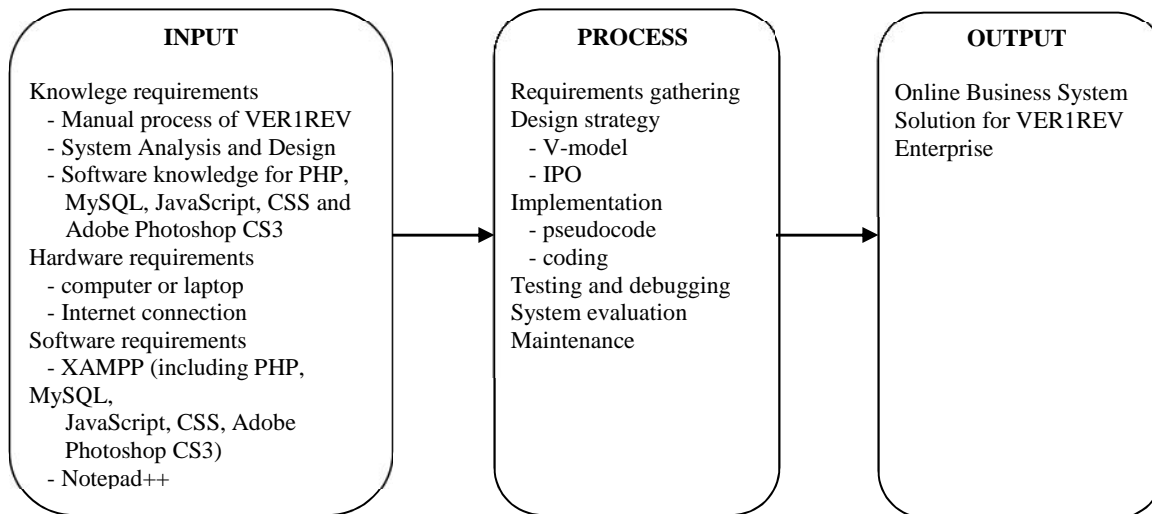 INPUT
Knowlege requirements
- Manual process of VER1REV
- System Analysis and Design
- Software knowledge for PHP,
MySQL, JavaScript, CSS and
Adobe Photoshop CS3
Hardware requirements
- computer or laptop
- Internet connection
Software requirements
- XAMPP (including PHP,
MySQL,
JavaScript, CSS, Adobe
Photoshop CS3)
- Notepad++
PROCESS
Requirements gathering
Design strategy
- V-model
- IPO
Implementation
- pseudocode
- coding
Testing and debugging
System evaluation
Maintenance
OUTPUT
Online Business System
Solution for VER1REV
Enterprise